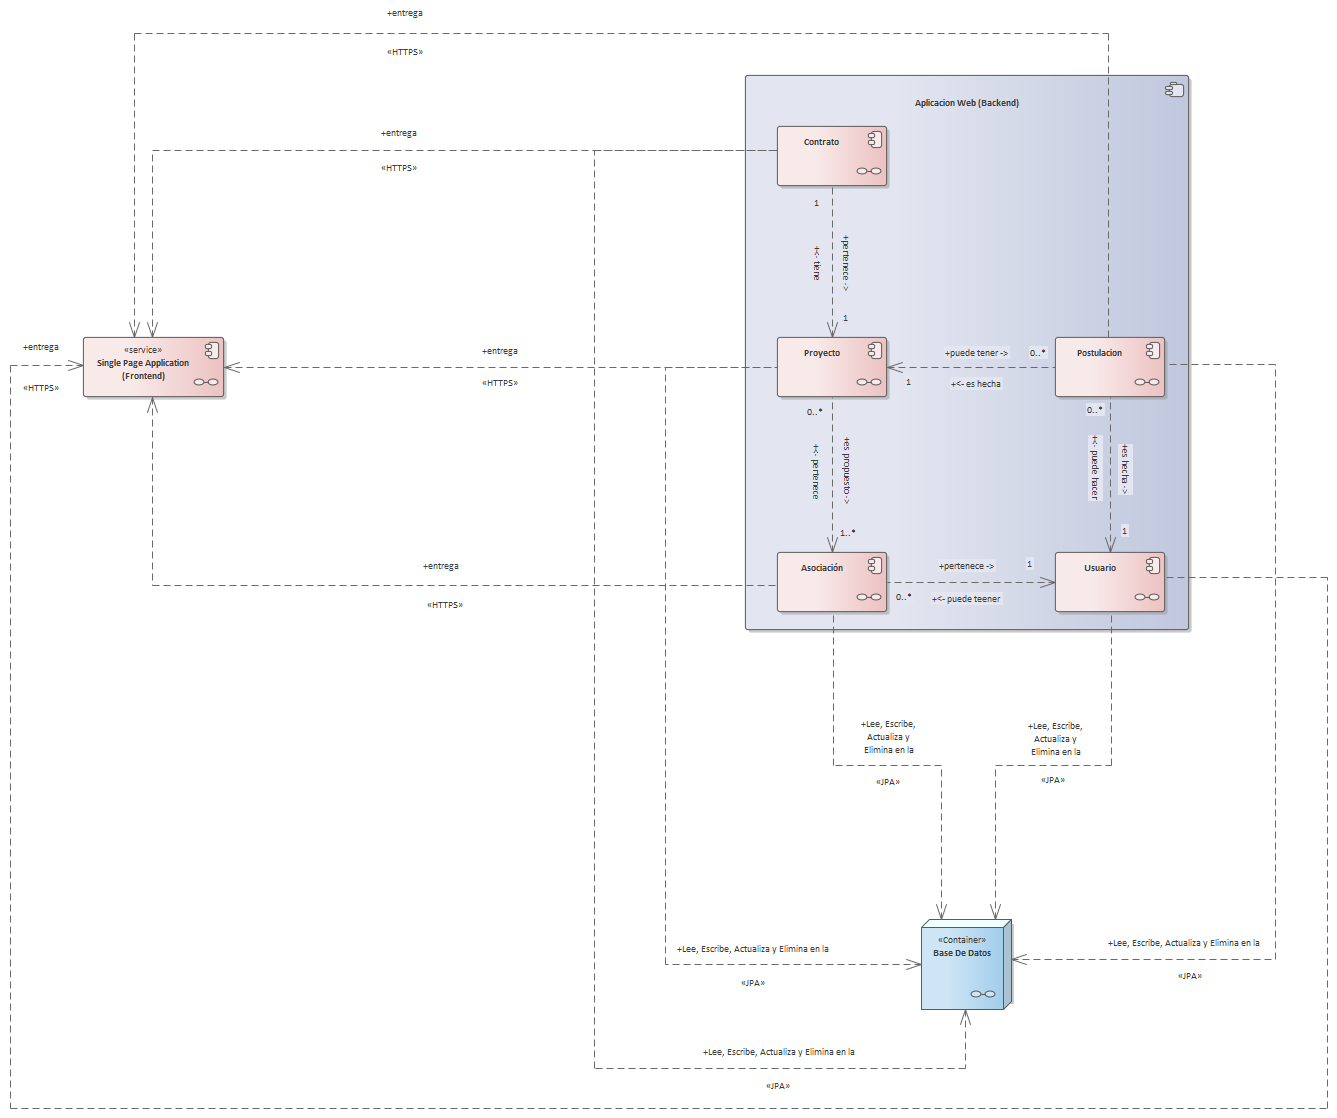 +entrega
«HTTPS»
Aplicacion Web (Backend)
+entrega
«HTTPS»
Contrato
1
+<- tiene
+pertenece ->
1
+entrega
«HTTPS»
«service»
Single Page Application
(Frontend)
+entrega
«HTTPS»
Proyecto
+puede tener ->
0..*
1
+<- es hecha
Postulacion
0..*
+<- pertenece
+es propuesto ->
1..*
0..*
+<- puede hacer
+es hecha ->
1
+entrega
«HTTPS»
Asociación
+pertenece ->
1
0..*
+<- puede teener
Usuario
+Lee, Escribe,
Actualiza y
Elimina en la
«JPA»
+Lee, Escribe,
Actualiza y
Elimina en la
«JPA»
+Lee, Escribe, Actualiza y Elimina en la
«JPA»
«Container»
Base De Datos
+Lee, Escribe, Actualiza y Elimina en la
«JPA»
+Lee, Escribe, Actualiza y Elimina en la
«JPA»